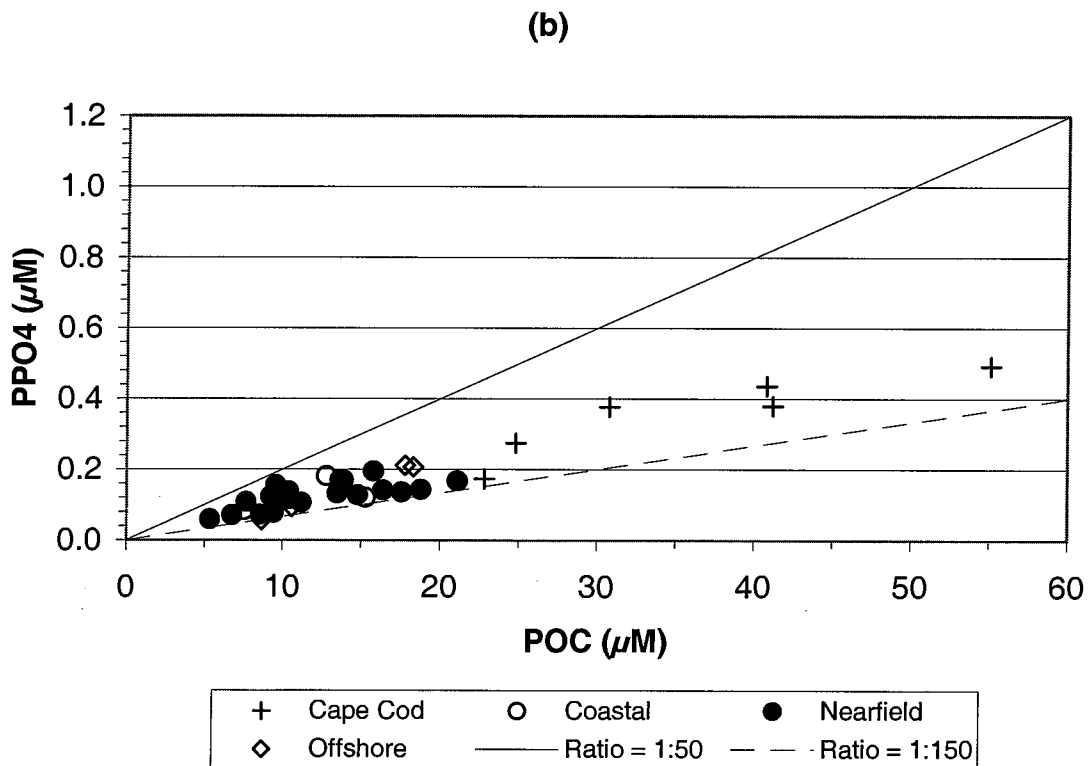 (b)
1.2
1.0
0.8
0.6
0.4
0.2
0.0
PPO4 (µM)
0 10 20 30 40 50 60
POC (µM)
Cape Cod Coastal Nearfield
Offshore Ratio = 1:50 Ratio = 1:150